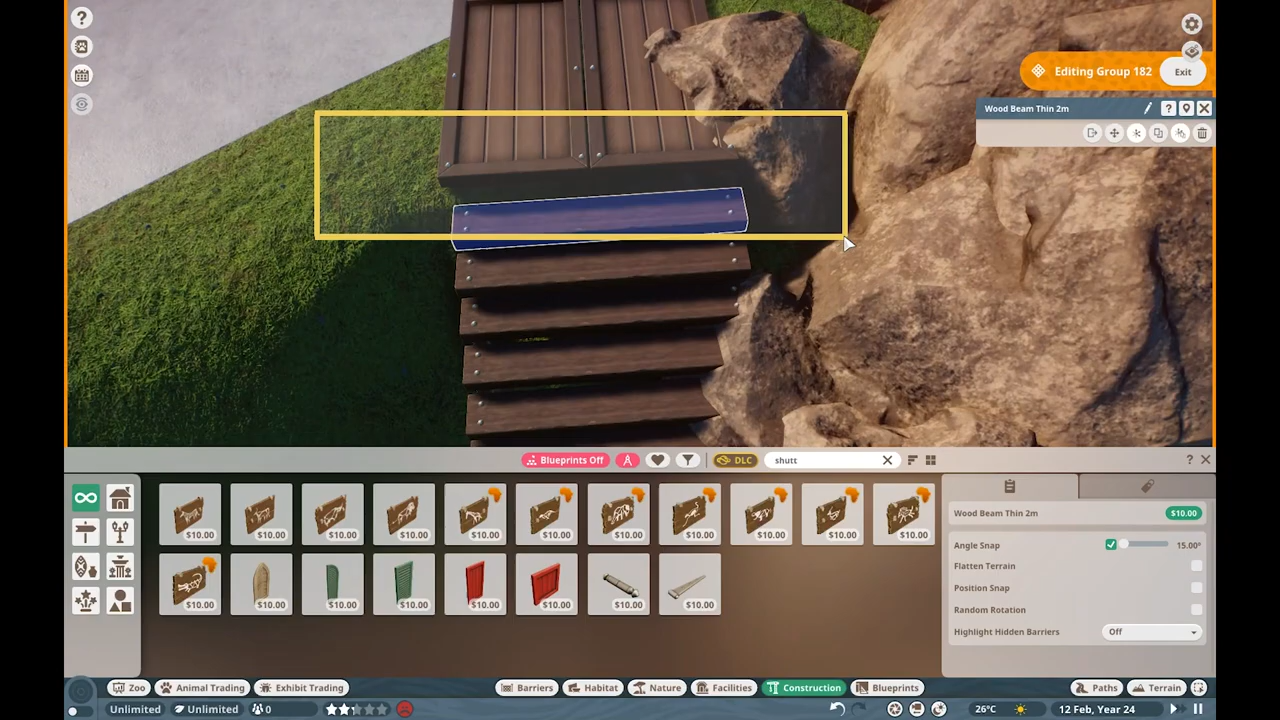 ?
Editing Group 182
Exit
Wood Beam Thin 2m
?
Blueprints Off
DLC
shutt
?
$10.00 $10.00 $10.00 $10.00 $10.00 $10.00 $10.00 $10.00 $10.00 $10.00 $10.00
$10.00 $10.00 $10.00 $10.00 $10.00 $10.00 $10.00 $10.00
Wood Beam Thin 2m $10.00
Angle Snap 15.00°
Flatten Terrain
Position Snap
Random Rotation
Highlight Hidden Barriers Off
Zoo Animal Trading Exhibit Trading Barriers Habitat Nature Facilities Construction Blueprints Paths Terrain
Unlimited Unlimited 0 26°C 12 Feb, Year 24